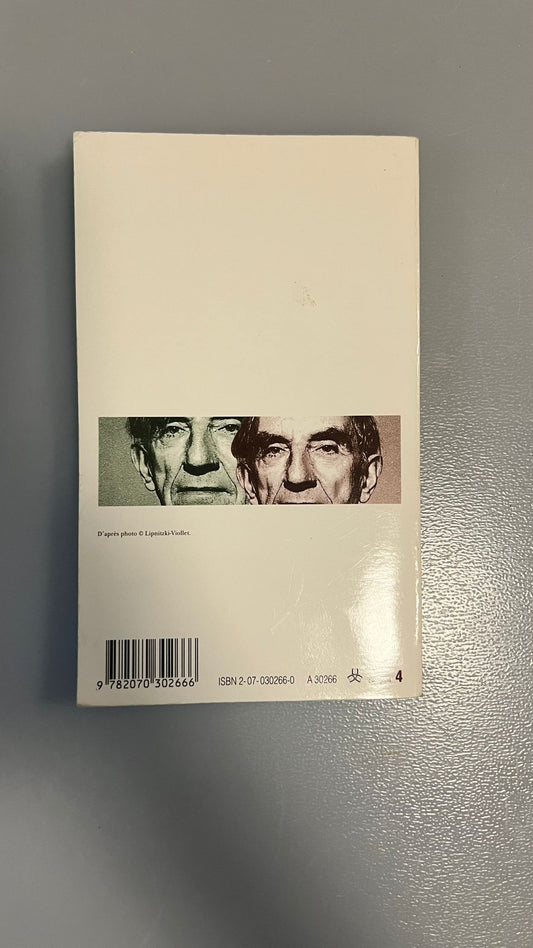 D'après photo © Lipnitzki-Viollet.
9 782070 302666
ISBN 2-07-030266-0 A 30266 4